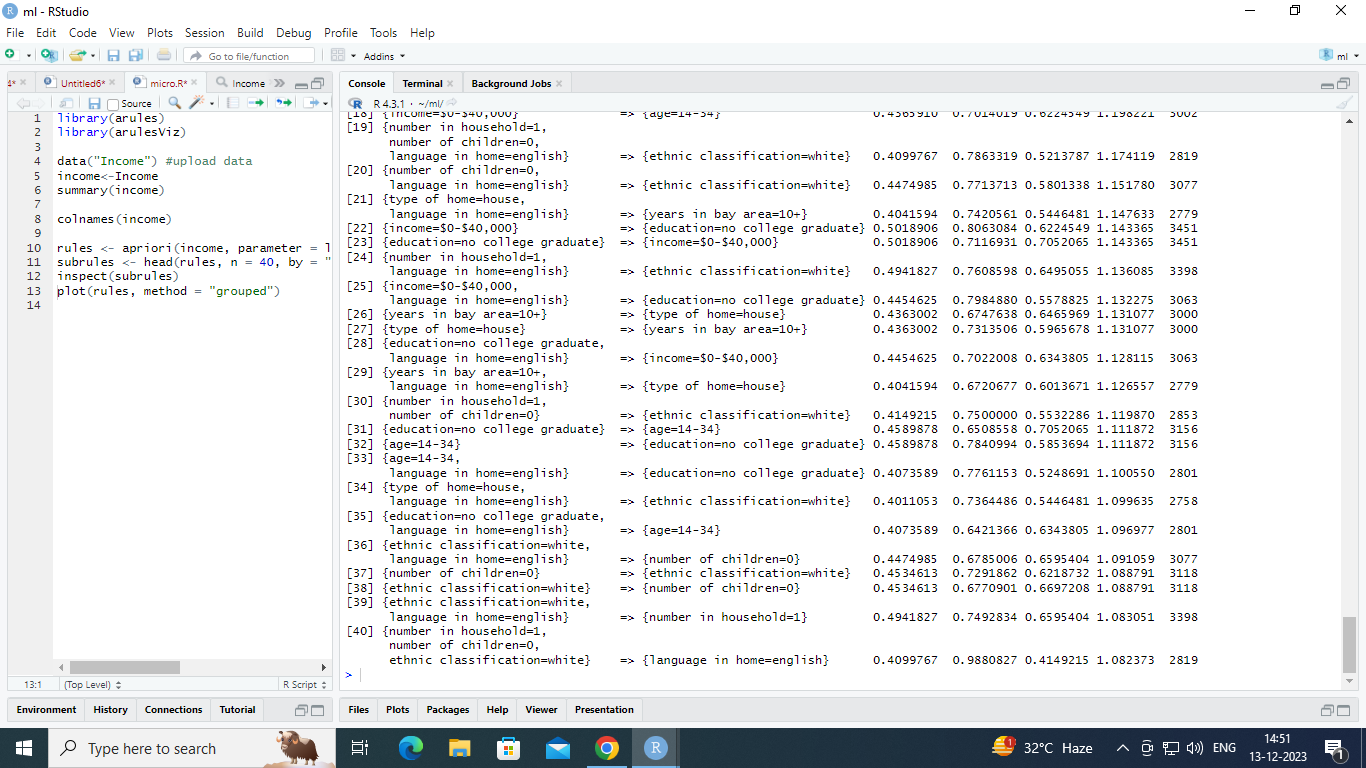 ml - RStudio
File Edit Code View Plots Session Build Debug Profile Tools Help
Go to file/function Addins ml
4* Untitled6* micro.R* Income
Source
1 library(arules)
2 library(arulesViz)
3
4 data("Income") #upload data
5 income<-Income
6 summary(income)
7
8 colnames(income)
9
10 rules <- apriori(income, parameter = l
11 subrules <- head(rules, n = 40, by = "
12 inspect(subrules)
13 plot(rules, method = "grouped")
14
13:1 (Top Level) R Script
Environment History Connections Tutorial
Console Terminal Background Jobs
R 4.3.1 · ~/ml/
[18] {income=$0-$40,000} => {age=14-34} 0.4365910 0.7014019 0.6224549 1.198221 3002
[19] {number in household=1,
number of children=0,
language in home=english} => {ethnic classification=white} 0.4099767 0.7863319 0.5213787 1.174119 2819
[20] {number of children=0,
language in home=english} => {ethnic classification=white} 0.4474985 0.7713713 0.5801338 1.151780 3077
[21] {type of home=house,
language in home=english} => {years in bay area=10+} 0.4041594 0.7420561 0.5446481 1.147633 2779
[22] {income=$0-$40,000} => {education=no college graduate} 0.5018906 0.8063084 0.6224549 1.143365 3451
[23] {education=no college graduate} => {income=$0-$40,000} 0.5018906 0.7116931 0.7052065 1.143365 3451
[24] {number in household=1,
language in home=english} => {ethnic classification=white} 0.4941827 0.7608598 0.6495055 1.136085 3398
[25] {income=$0-$40,000,
language in home=english} => {education=no college graduate} 0.4454625 0.7984880 0.5578825 1.132275 3063
[26] {years in bay area=10+} => {type of home=house} 0.4363002 0.6747638 0.6465969 1.131077 3000
[27] {type of home=house} => {years in bay area=10+} 0.4363002 0.7313506 0.5965678 1.131077 3000
[28] {education=no college graduate,
language in home=english} => {income=$0-$40,000} 0.4454625 0.7022008 0.6343805 1.128115 3063
[29] {years in bay area=10+,
language in home=english} => {type of home=house} 0.4041594 0.6720677 0.6013671 1.126557 2779
[30] {number in household=1,
number of children=0} => {ethnic classification=white} 0.4149215 0.7500000 0.5532286 1.119870 2853
[31] {education=no college graduate} => {age=14-34} 0.4589878 0.6508558 0.7052065 1.111872 3156
[32] {age=14-34} => {education=no college graduate} 0.4589878 0.7840994 0.5853694 1.111872 3156
[33] {age=14-34,
language in home=english} => {education=no college graduate} 0.4073589 0.7761153 0.5248691 1.100550 2801
[34] {type of home=house,
language in home=english} => {ethnic classification=white} 0.4011053 0.7364486 0.5446481 1.099635 2758
[35] {education=no college graduate,
language in home=english} => {age=14-34} 0.4073589 0.6421366 0.6343805 1.096977 2801
[36] {ethnic classification=white,
language in home=english} => {number of children=0} 0.4474985 0.6785006 0.6595404 1.091059 3077
[37] {number of children=0} => {ethnic classification=white} 0.4534613 0.7291862 0.6218732 1.088791 3118
[38] {ethnic classification=white} => {number of children=0} 0.4534613 0.6770901 0.6697208 1.088791 3118
[39] {ethnic classification=white,
language in home=english} => {number in household=1} 0.4941827 0.7492834 0.6595404 1.083051 3398
[40] {number in household=1,
number of children=0,
ethnic classification=white} => {language in home=english} 0.4099767 0.9880827 0.4149215 1.082373 2819
>
Files Plots Packages Help Viewer Presentation
Type here to search
1 32°C Haze ENG 14:51
13-12-2023 1